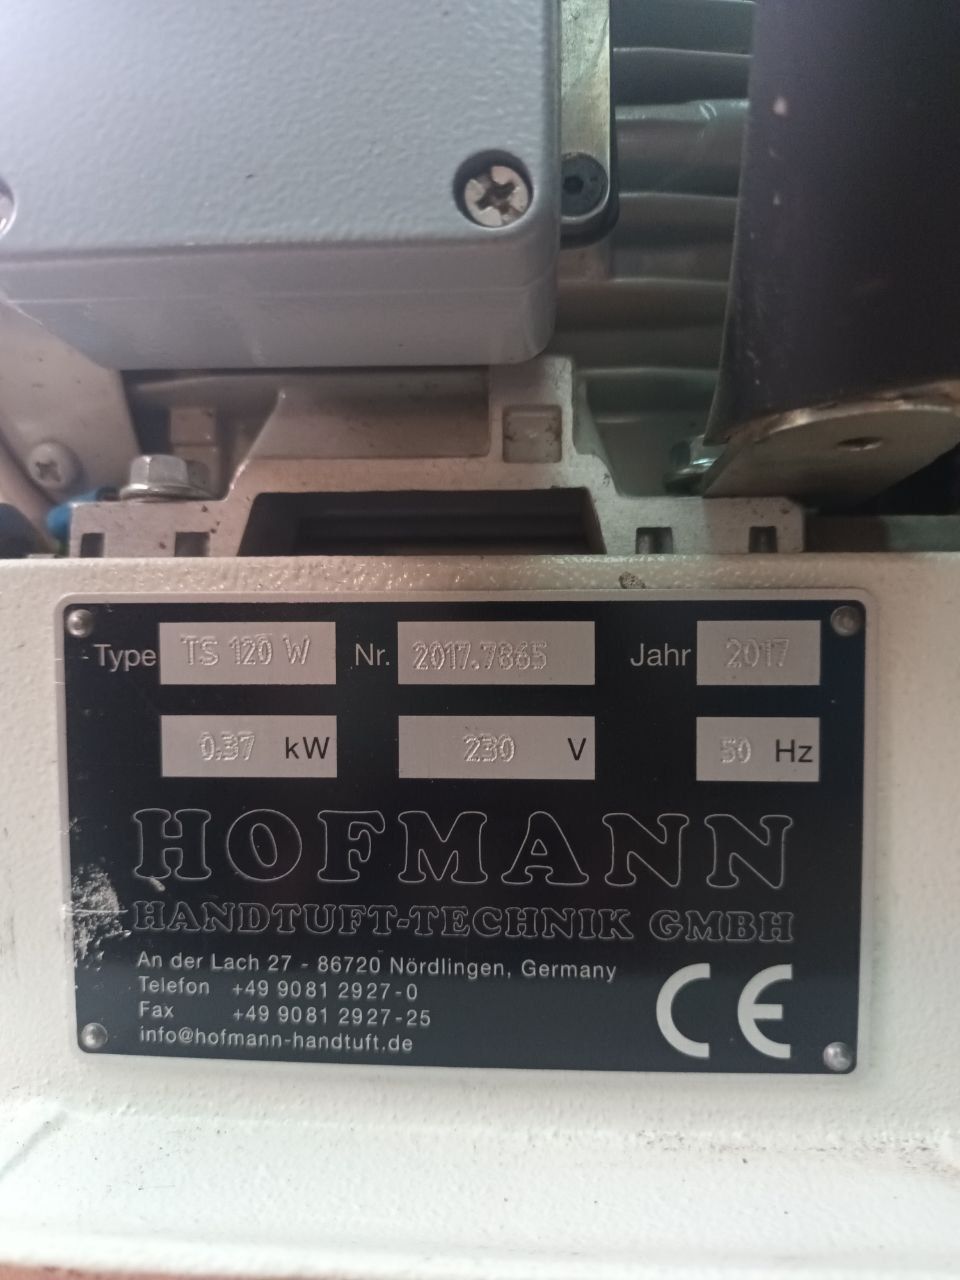 Type TS 120 W Nr. 2017.7865 Jahr 2017
0.37 kW 230 V 50 Hz
HOFMANN
HANDTUFT-TECHNIK GMBH
An der Lach 27 - 86720 Nördlingen, Germany
Telefon +49 9081 2927-0
Fax +49 9081 2927-25
info@hofmann-handtuft.de
CE